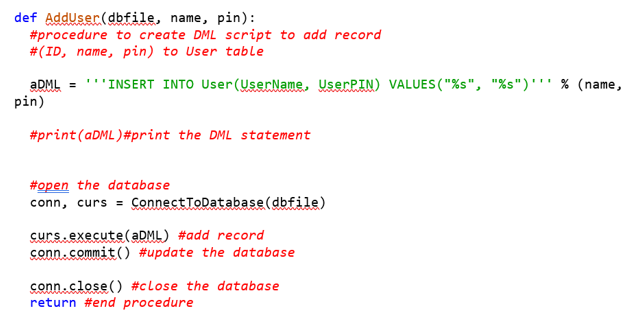 def AddUser(dbfile, name, pin):
#procedure to create DML script to add record
#(ID, name, pin) to User table
aDML = '''INSERT INTO User(UserName, UserPIN) VALUES("%s", "%s")''' % (name,
pin)
#print(aDML)#print the DML statement
#open the database
conn, curs = ConnectToDatabase(dbfile)
curs.execute(aDML) #add record
conn.commit() #update the database
conn.close() #close the database
return #end procedure